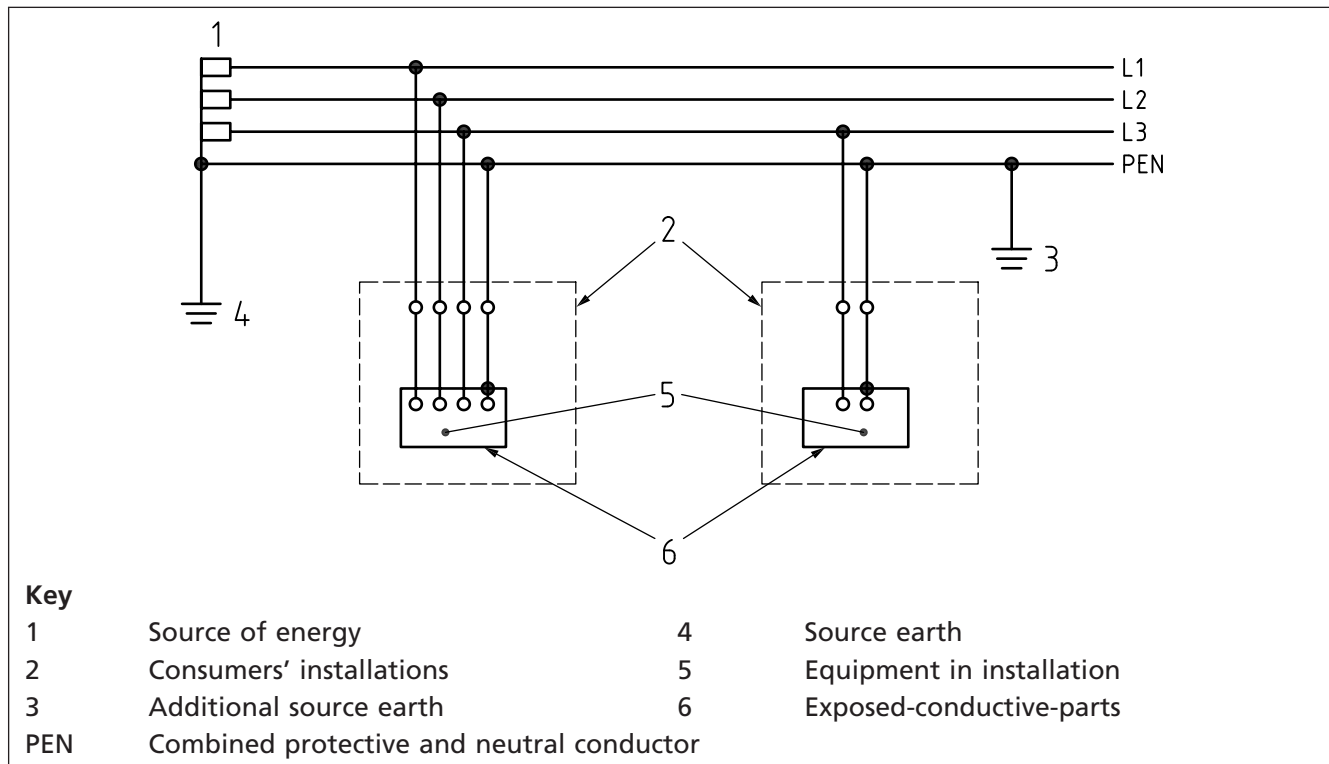 1
L1
L2
L3
PEN
2
3
4
5
6
Key
1 Source of energy 4 Source earth
2 Consumers’ installations 5 Equipment in installation
3 Additional source earth 6 Exposed-conductive-parts
PEN Combined protective and neutral conductor